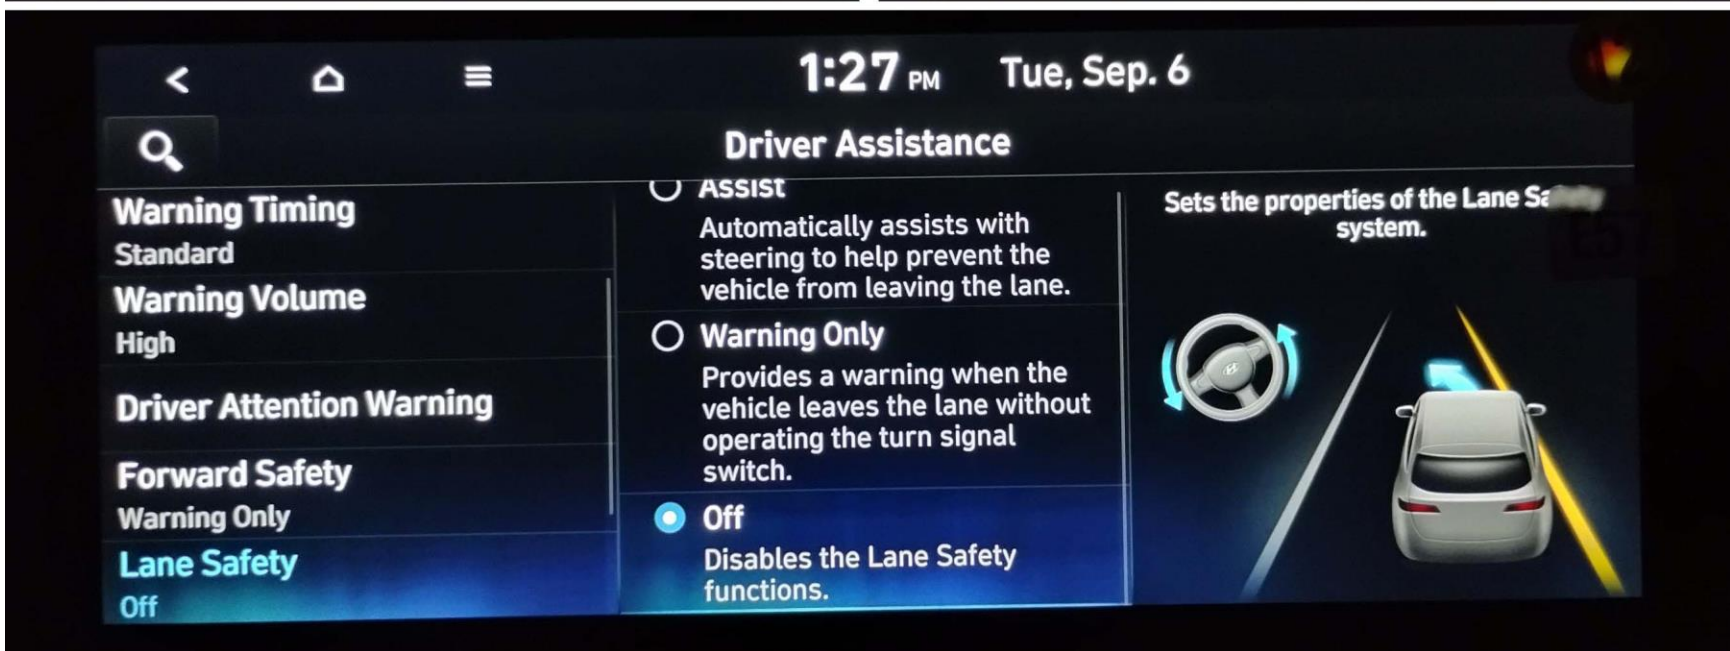 1:27 PM Tue, Sep. 6
Driver Assistance
Warning Timing
Standard
Warning Volume
High
Driver Attention Warning
Forward Safety
Warning Only
Lane Safety
Off
Assist
Automatically assists with
steering to help prevent the
vehicle from leaving the lane.
Warning Only
Provides a warning when the
vehicle leaves the lane without
operating the turn signal
switch.
Off
Disables the Lane Safety
functions.
Sets the properties of the Lane
system.